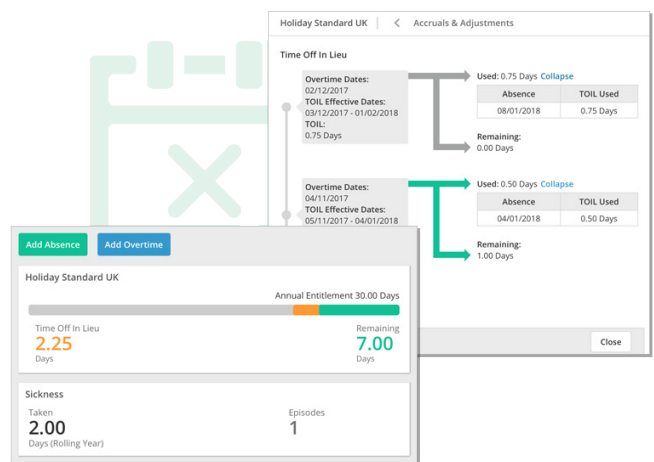 Holiday Standard UK < Accruals & Adjustments
Time Off In Lieu
Overtime Dates:
02/12/2017
TOIL Effective Dates:
03/12/2017 - 01/02/2018
TOIL:
0.75 Days
Used: 0.75 Days Collapse
Absence TOIL Used
08/01/2018 0.75 Days
Remaining:
0.00 Days
Overtime Dates:
04/11/2017
TOIL Effective Dates:
05/11/2017 - 04/01/2018
Used: 0.50 Days Collapse
Absence TOIL Used
04/01/2018 0.50 Days
Remaining:
1.00 Days
Close
Add Absence Add Overtime
Holiday Standard UK
Annual Entitlement 30.00 Days
Time Off In Lieu Remaining
2.25 7.00
Days Days
Sickness
Taken Episodes
2.00 1
Days (Rolling Year)